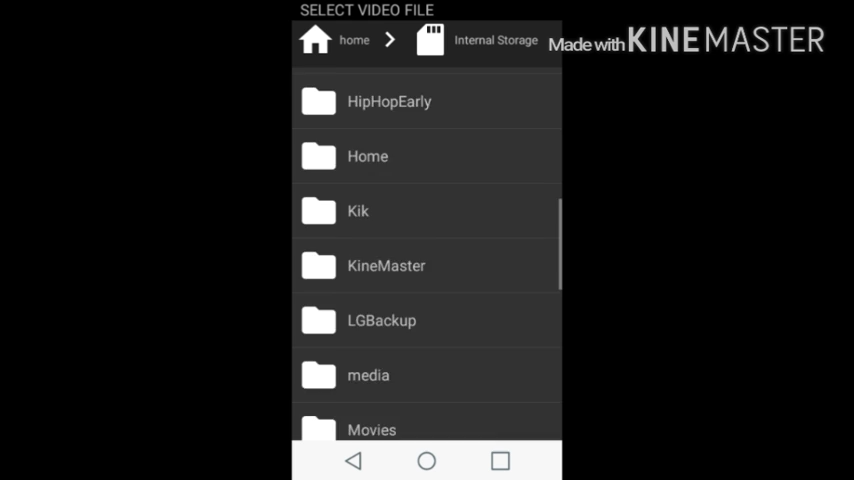 SELECT VIDEO FILE
home Internal Storage
Made with KINEMASTER
HipHopEarly
Home
Kik
KineMaster
LGBackup
media
Movies